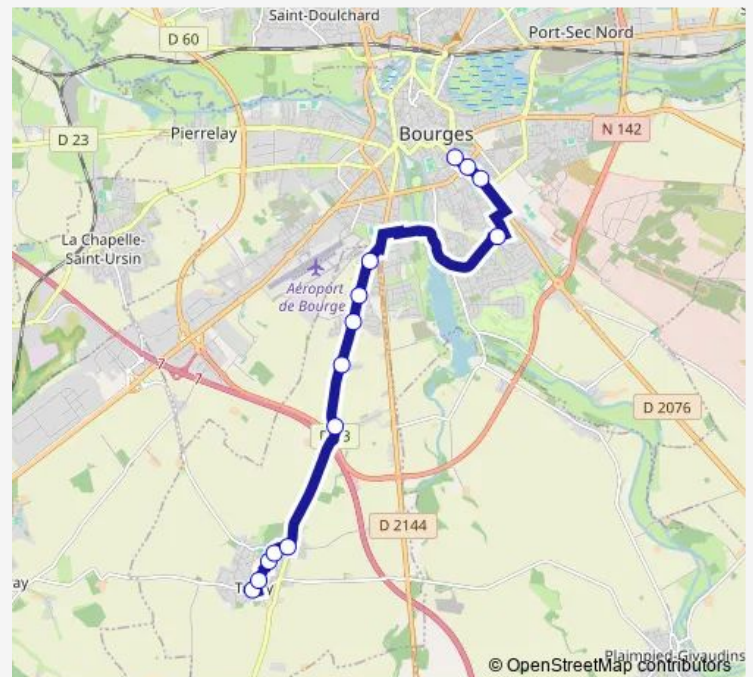 Saint-Doulchard
D 60
Port-Sec Nord
D 23
Pierrelay
Bourges
N 142
La Chapelle-
Saint-Ursin
Aéroport
de Bourge
7
7
D 2076
D 2144
ay
Plaimpied-Givaudins
© OpenStreetMap contributors